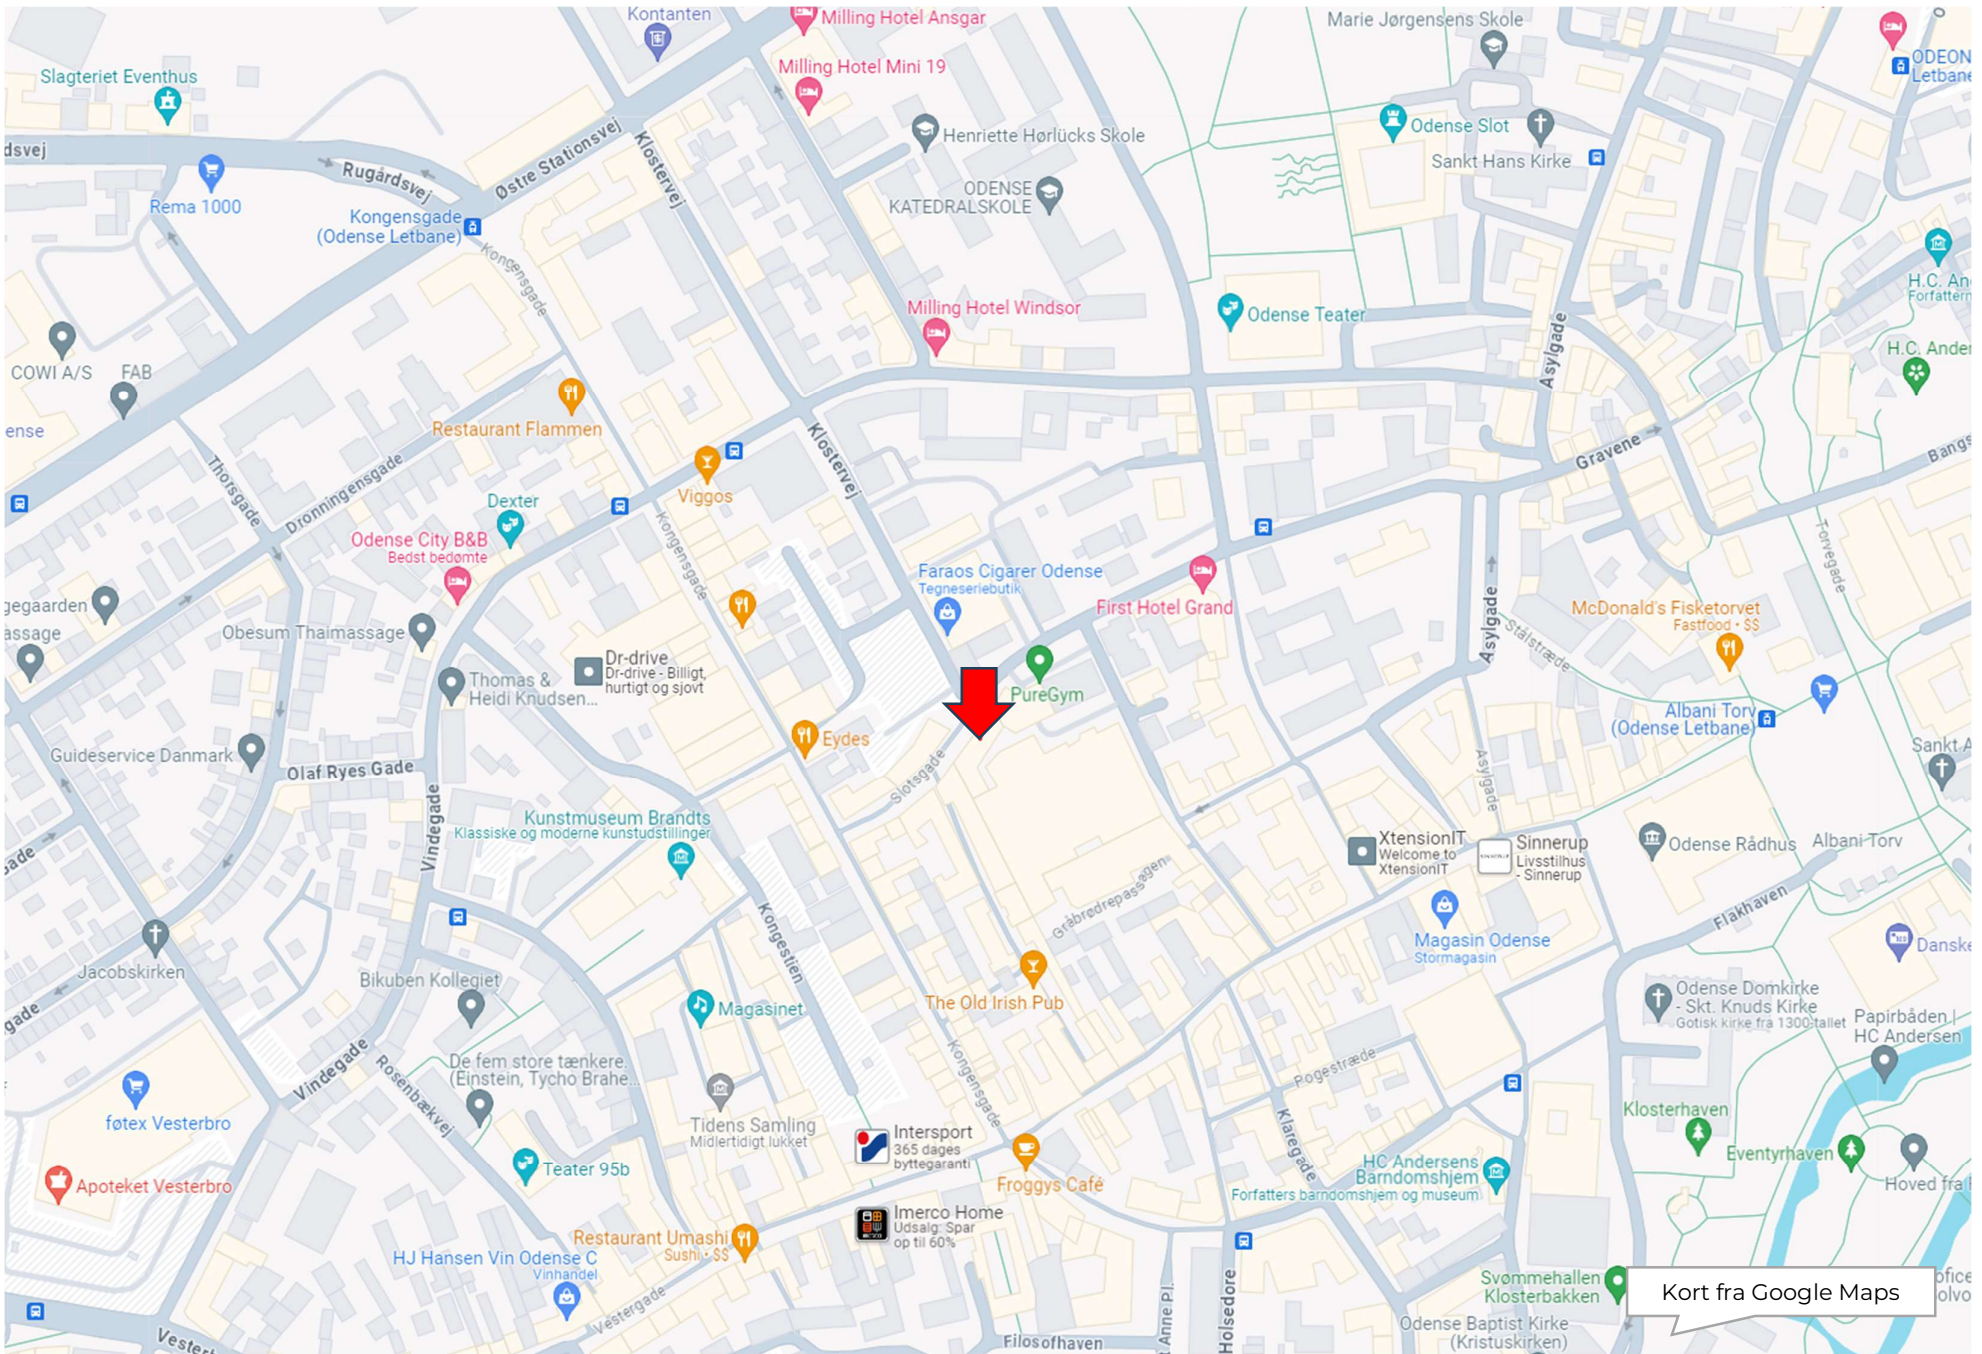 Kontanten
Milling Hotel Ansgar
Marie Jørgensens Skole
ODEON
Letbane
Slagteriet Eventhus
Milling Hotel Mini 19
Henriette Hørlücks Skole
Odense Slot
Sankt Hans Kirke
dsvej
Rugårdsvej
Østre Stationsvej
Klostervej
Rema 1000
Kongensgade
(Odense Letbane)
ODENSE
KATEDRALSKOLE
Kongensgade
H.C. An
Forfattern
Milling Hotel Windsor
Odense Teater
Asylgade
H.C. Ander
COWI A/S
FAB
ense
Restaurant Flammen
Klostervej
Gravene
Bangs
Thorsgade
Dronningensgade
Viggos
Dexter
Odense City B&B
Bedst bedømte
Kongensgade
Torvegade
Faraos Cigarer Odense
Tegneseriebutik
First Hotel Grand
Asylgade
Stålstræde
McDonald's Fisketorvet
Fastfood • $$
gegaarden
assage
Obesum Thaimassage
Dr-drive
Dr-drive - Billigt,
hurtigt og sjovt
Thomas &
Heidi Knudsen...
PureGym
Albani Torv
(Odense Letbane)
Eydes
Guideservice Danmark
Olaf Ryes Gade
Slotsgade
Asylgade
Sankt A
Vindegade
Kunstmuseum Brandts
Klassiske og moderne kunstudstillinger
XtensionIT
Welcome to
XtensionIT
Sinnerup
Livsstilhus
- Sinnerup
Odense Rådhus
Albani Torv
gade
Gråbrødrepassagen
Flakhaven
Kongestien
Magasin Odense
Stormagasin
Danske
Jacobskirken
Bikuben Kollegiet
Magasinet
The Old Irish Pub
Odense Domkirke
- Skt. Knuds Kirke
Gotisk kirke fra 1300-tallet
Papirbåden |
HC Andersen
gade
Vindegade
Rosenbækvej
De fem store tænkere.
(Einstein, Tycho Brahe...
Kongensgade
Pogestræde
føtex Vesterbro
Tidens Samling
Midlertidigt lukket
Intersport
365 dages
byttegaranti
Klaregade
Klosterhaven
Eventyrhaven
Hoved fra
Apoteket Vesterbro
Teater 95b
Froggys Café
HC Andersens
Barndomshjem
Forfatters barndomshjem og museum
Imerco Home
Udsalg: Spar
op til 60%
Restaurant Umashi
Sushi • $$
HJ Hansen Vin Odense C
Vinhandel
Svømmehallen
Klosterbakken
Kort fra Google Maps
Vestergade
Vester
Filosofhaven
Anne Pl.
Holsedore
Odense Baptist Kirke
(Kristuskirken)